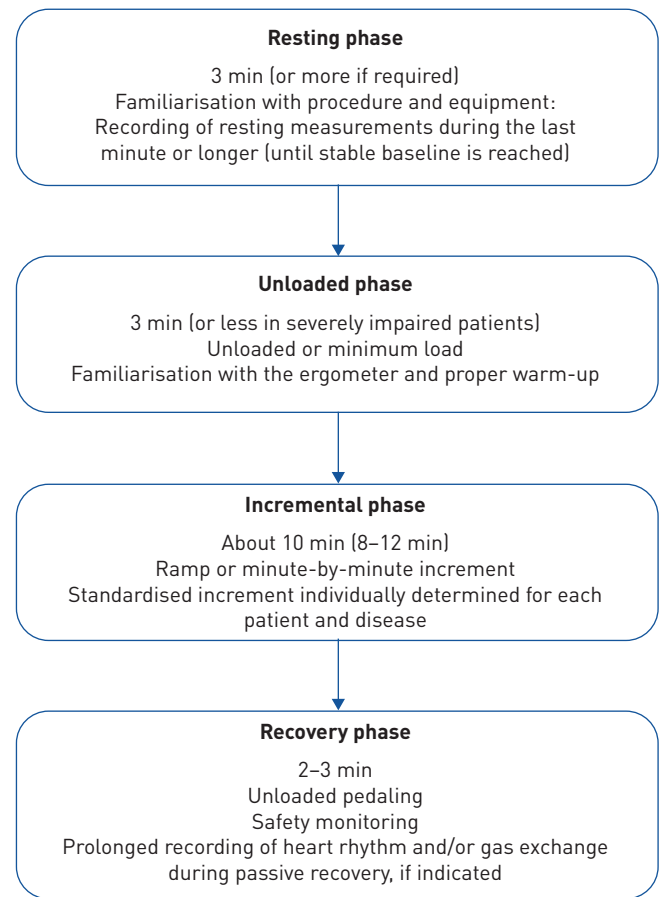 Resting phase
3 min (or more if required)
Familiarisation with procedure and equipment:
Recording of resting measurements during the last
minute or longer (until stable baseline is reached)
Unloaded phase
3 min (or less in severely impaired patients)
Unloaded or minimum load
Familiarisation with the ergometer and proper warm-up
Incremental phase
About 10 min (8–12 min)
Ramp or minute-by-minute increment
Standardised increment individually determined for each
patient and disease
Recovery phase
2–3 min
Unloaded pedaling
Safety monitoring
Prolonged recording of heart rhythm and/or gas exchange
during passive recovery, if indicated